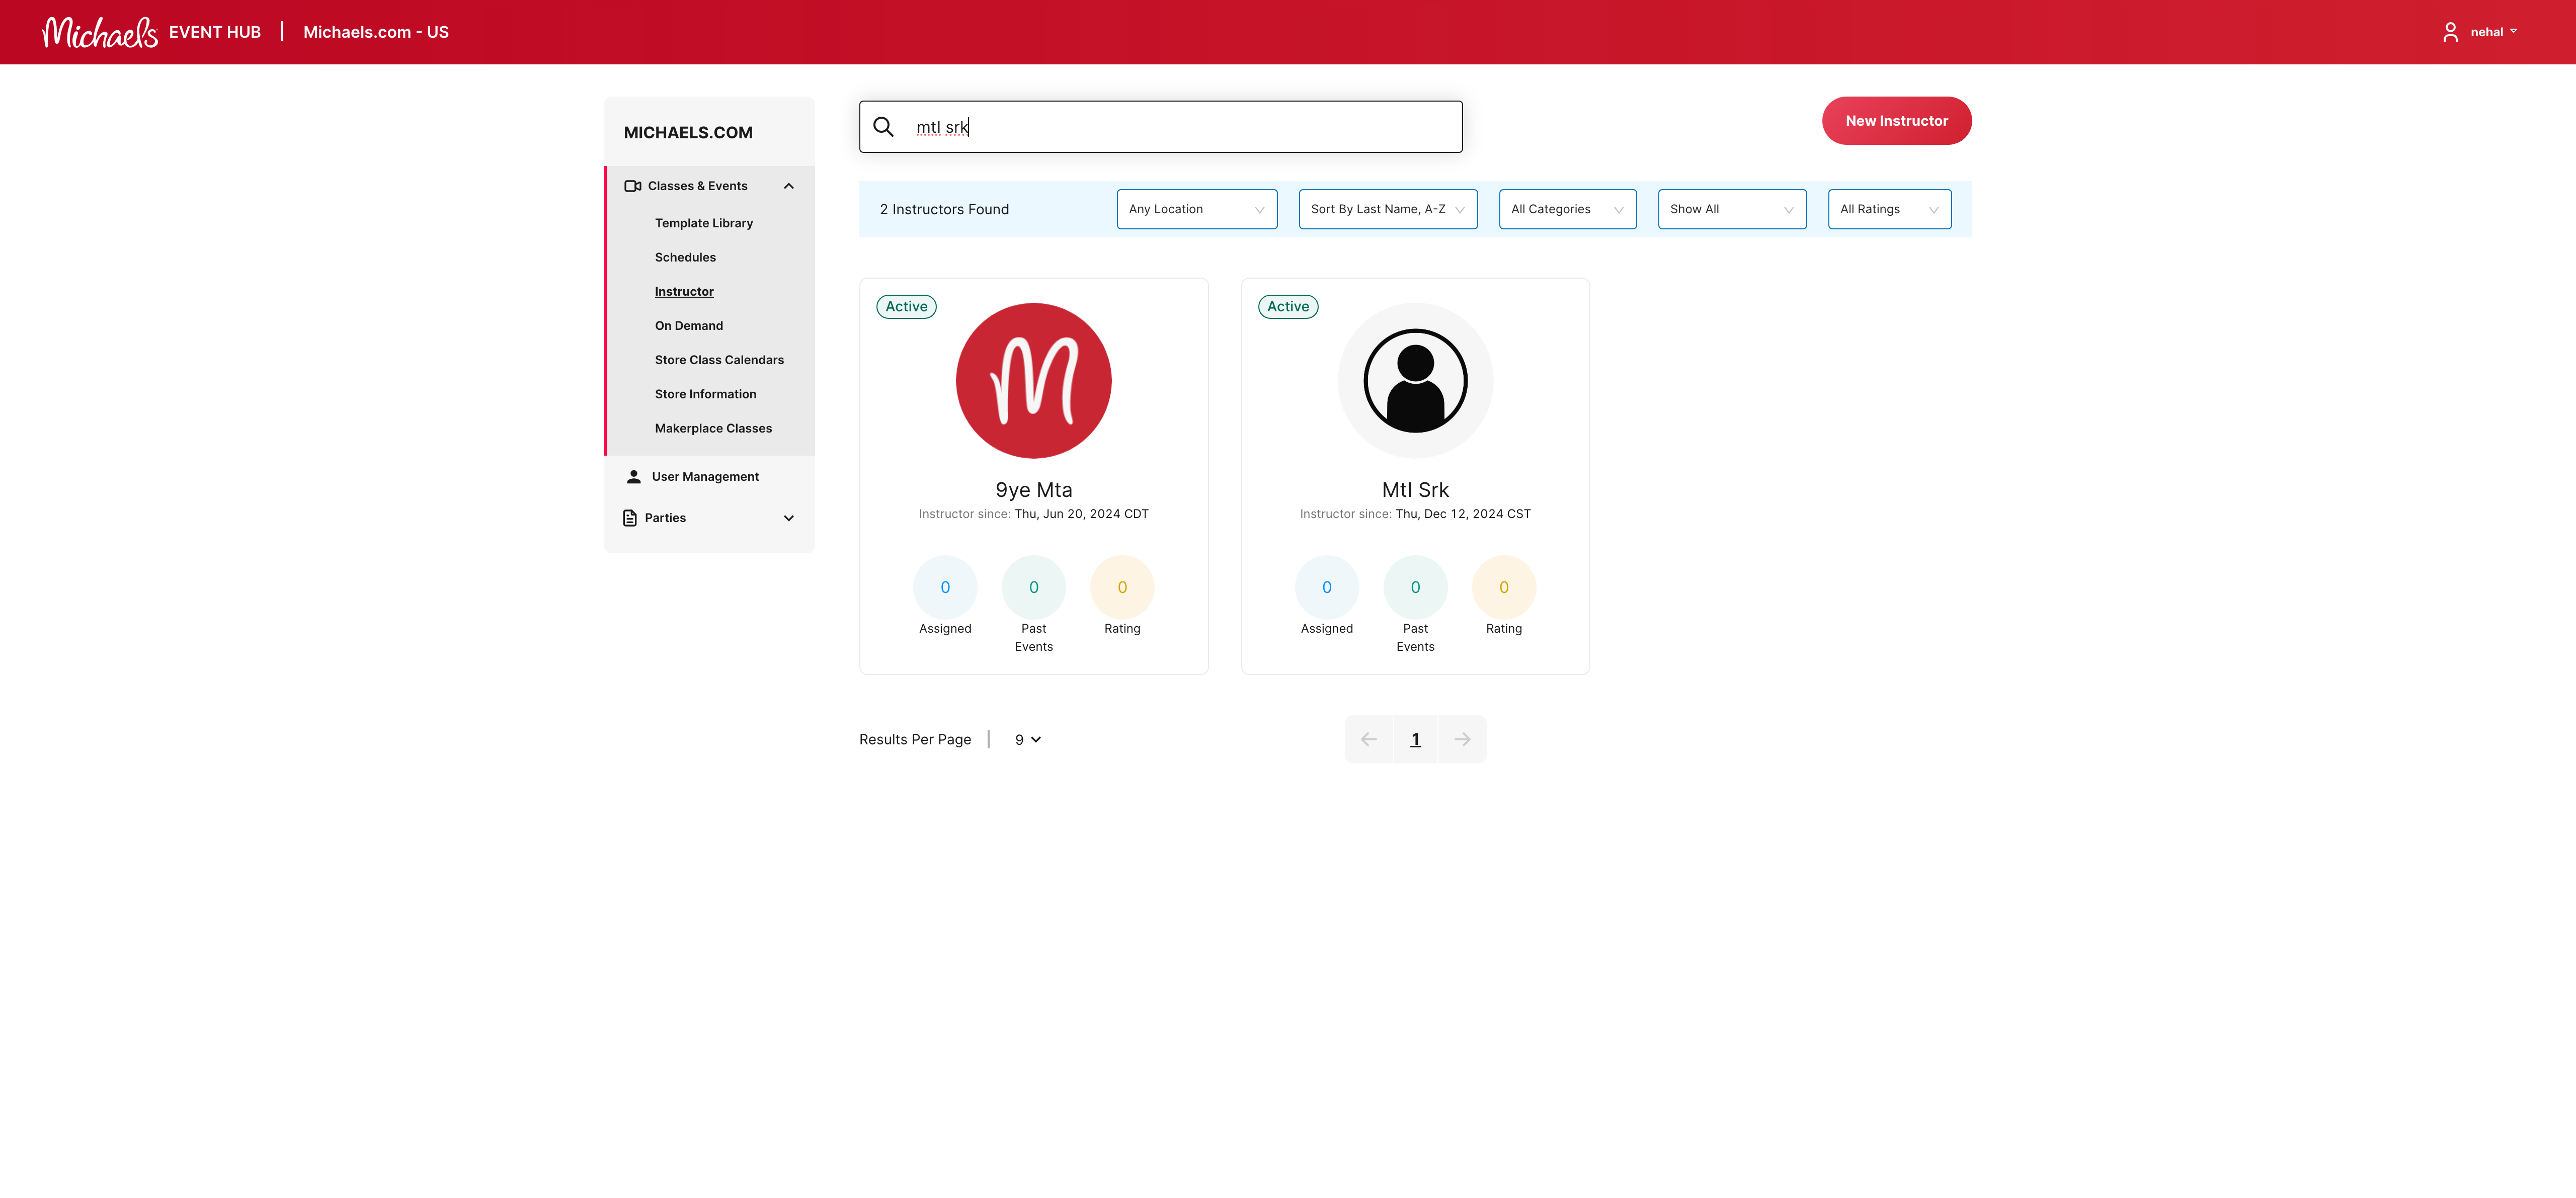 Michaels EVENT HUB | Michaels.com - US
nehal
MICHAELS.COM
Classes & Events
Template Library
Schedules
Instructor
On Demand
Store Class Calendars
Store Information
Makerplace Classes
User Management
Parties
mtl srk
New Instructor
2 Instructors Found
Any Location
Sort By Last Name, A-Z
All Categories
Show All
All Ratings
Active
M
9ye Mta
Instructor since: Thu, Jun 20, 2024 CDT
0
Assigned
0
Past
Events
0
Rating
Active
Mtl Srk
Instructor since: Thu, Dec 12, 2024 CST
0
Assigned
0
Past
Events
0
Rating
Results Per Page | 9
1